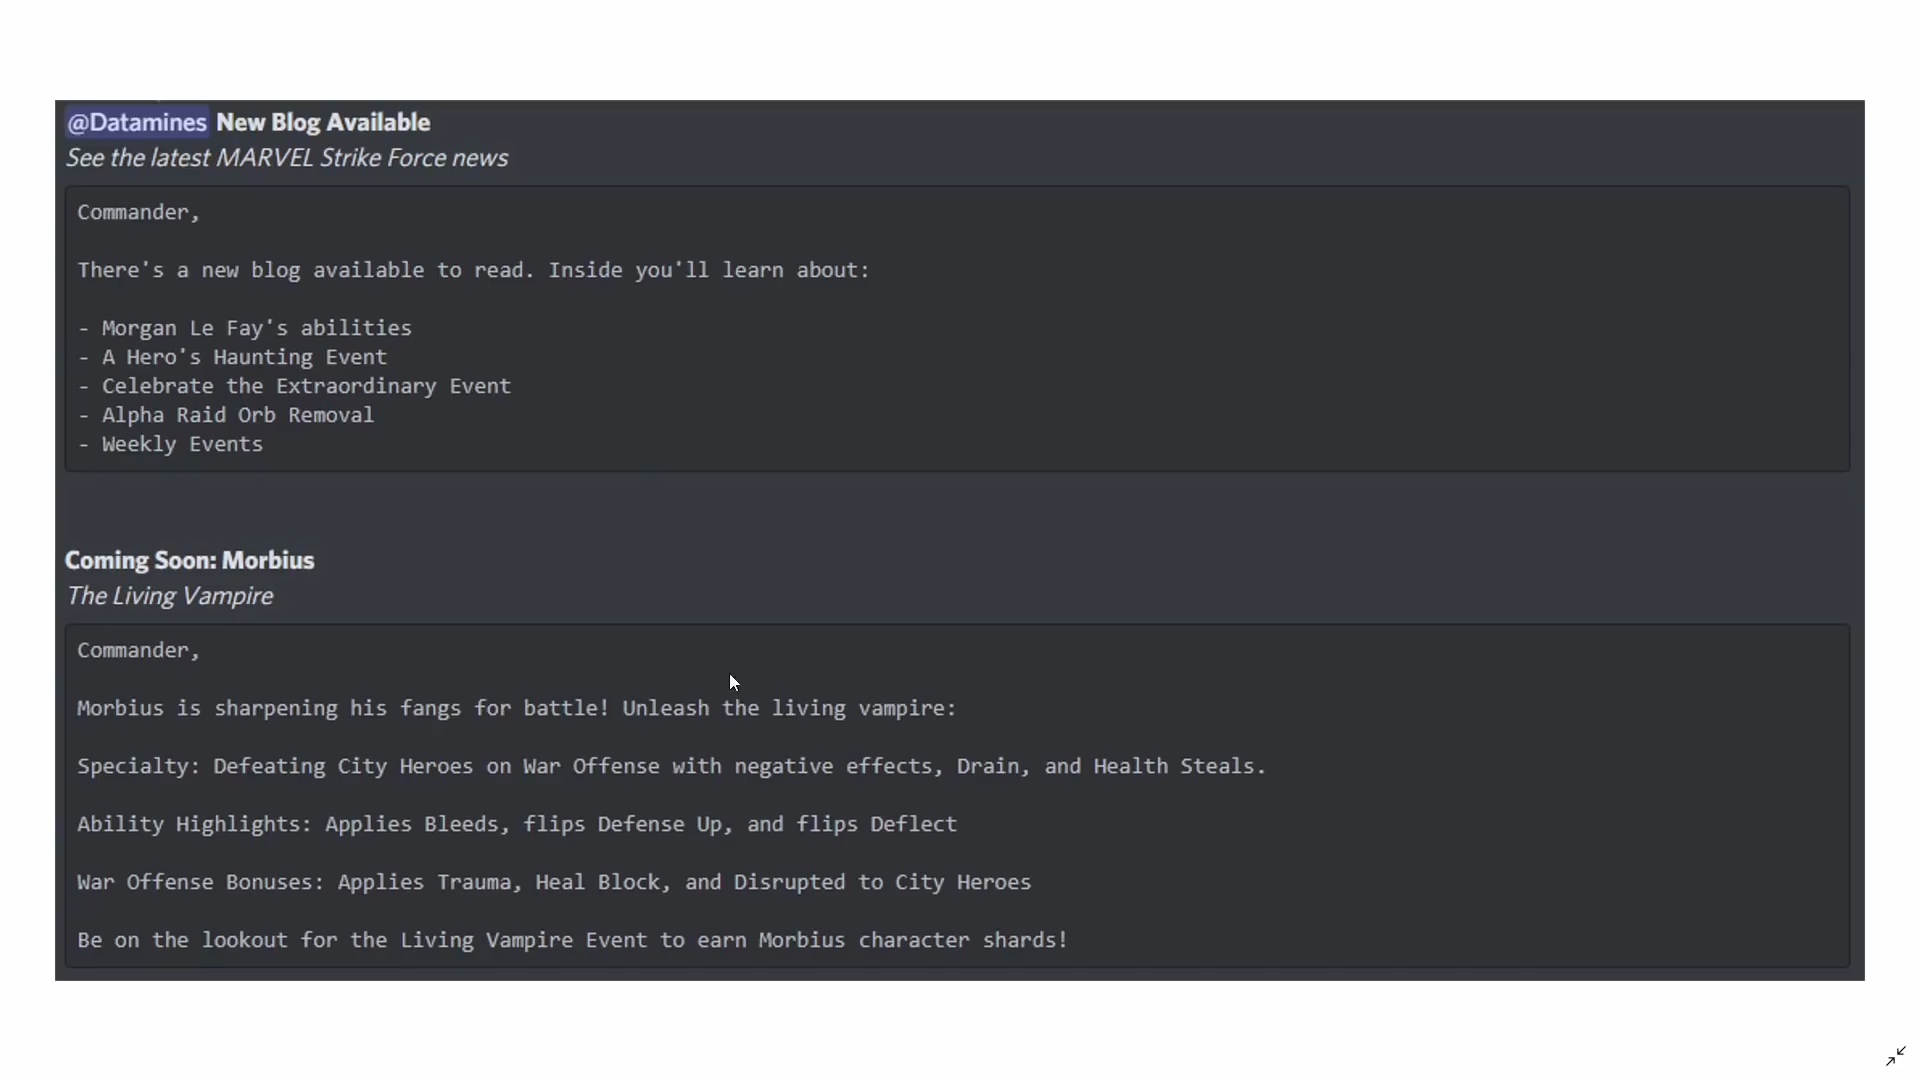 @Datamines New Blog Available
See the latest MARVEL Strike Force news
Commander,
There's a new blog available to read. Inside you'll learn about:
- Morgan Le Fay's abilities
- A Hero's Haunting Event
- Celebrate the Extraordinary Event
- Alpha Raid Orb Removal
- Weekly Events
Coming Soon: Morbius
The Living Vampire
Commander,
Morbius is sharpening his fangs for battle! Unleash the living vampire:
Specialty: Defeating City Heroes on War Offense with negative effects, Drain, and Health Steals.
Ability Highlights: Applies Bleeds, flips Defense Up, and flips Deflect
War Offense Bonuses: Applies Trauma, Heal Block, and Disrupted to City Heroes
Be on the lookout for the Living Vampire Event to earn Morbius character shards!